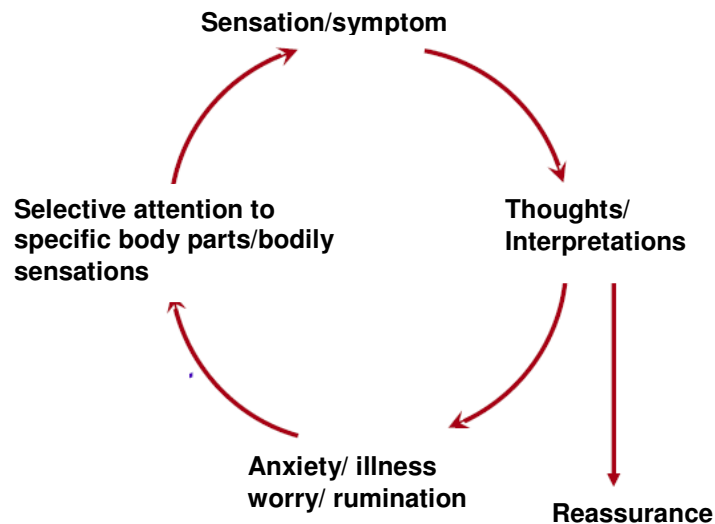 Sensation/symptom
Thoughts/
Interpretations
Selective attention to
specific body parts/bodily
sensations
Anxiety/ illness
worry/ rumination
Reassurance